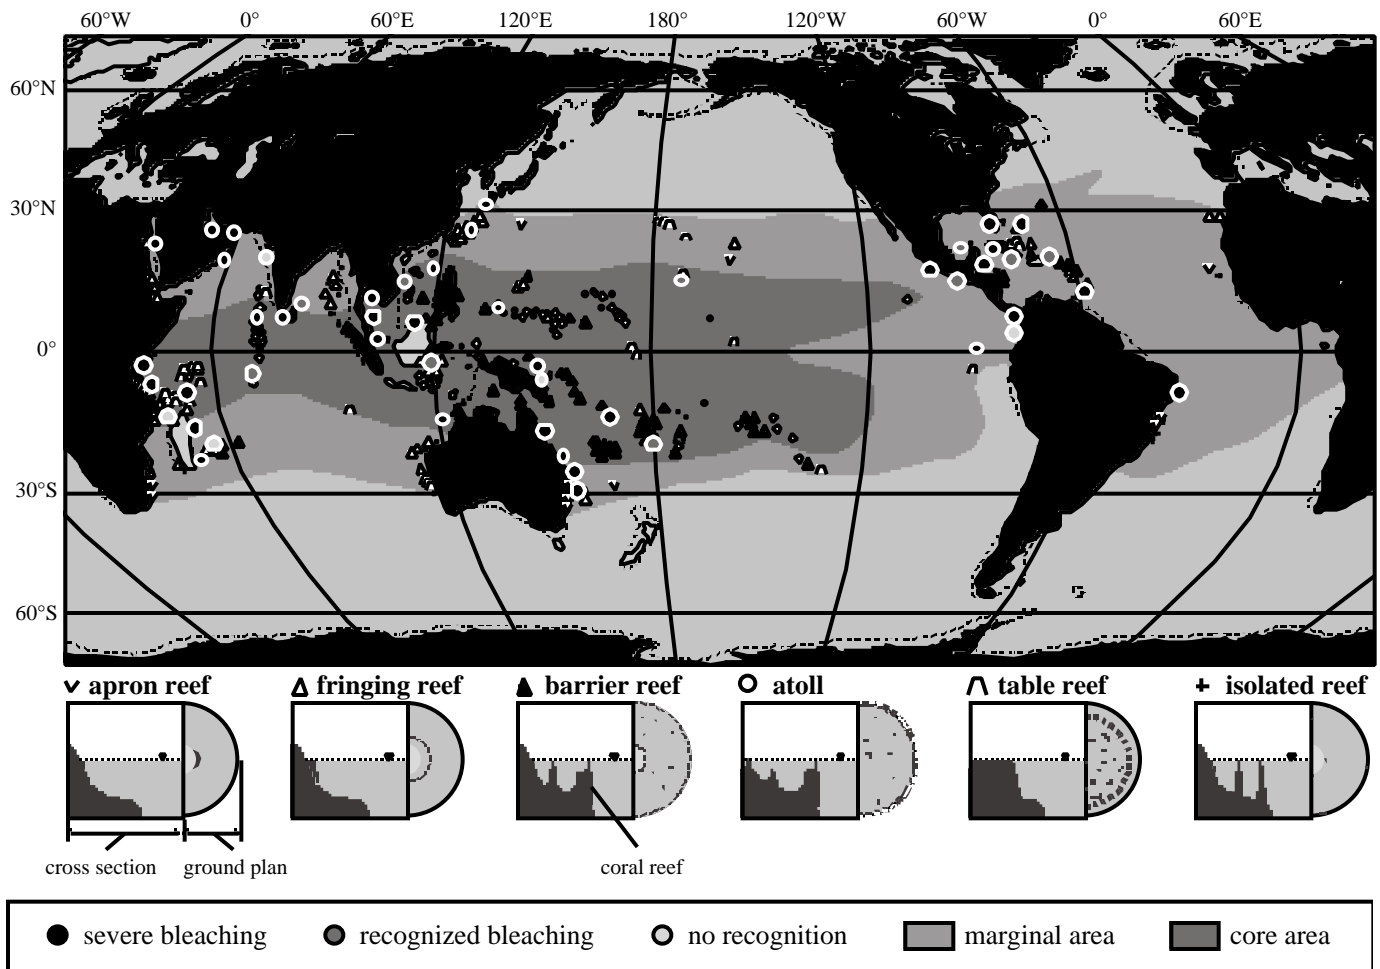 60°W 0° 60°E 120°E 180° 120°W 60°W 0° 60°E
60°N
30°N
0°
30°S
60°S
apron reef fringing reef barrier reef atoll table reef isolated reef
cross section ground plan coral reef
severe bleaching recognized bleaching no recognition marginal area core area